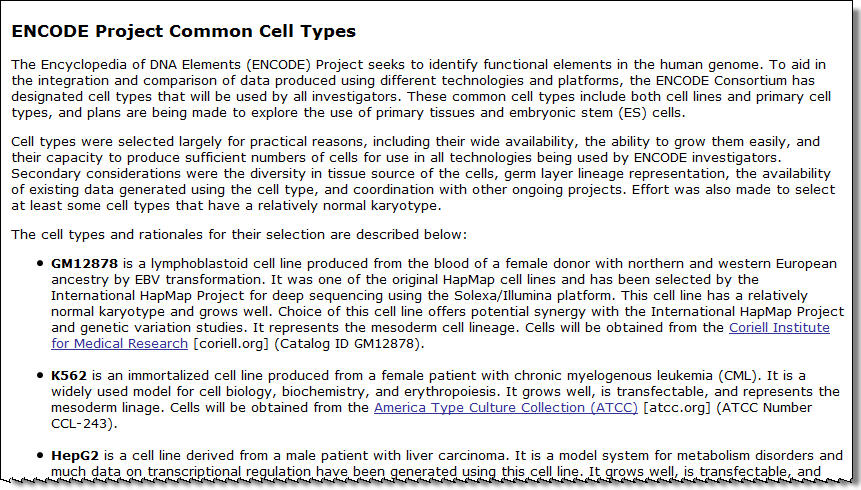 ENCODE Project Common Cell Types
The Encyclopedia of DNA Elements (ENCODE) Project seeks to identify functional elements in the human genome. To aid in
the integration and comparison of data produced using different technologies and platforms, the ENCODE Consortium has
designated cell types that will be used by all investigators. These common cell types include both cell lines and primary cell
types, and plans are being made to explore the use of primary tissues and embryonic stem (ES) cells.
Cell types were selected largely for practical reasons, including their wide availability, the ability to grow them easily, and
their capacity to produce sufficient numbers of cells for use in all technologies being used by ENCODE investigators.
Secondary considerations were the diversity in tissue source of the cells, germ layer lineage representation, the availability
of existing data generated using the cell type, and coordination with other ongoing projects. Effort was also made to select
at least some cell types that have a relatively normal karyotype.
The cell types and rationales for their selection are described below:
• GM12878 is a lymphoblastoid cell line produced from the blood of a female donor with northern and western European
ancestry by EBV transformation. It was one of the original HapMap cell lines and has been selected by the
International HapMap Project for deep sequencing using the Solexa/Illumina platform. This cell line has a relatively
normal karyotype and grows well. Choice of this cell line offers potential synergy with the International HapMap Project
and genetic variation studies. It represents the mesoderm cell lineage. Cells will be obtained from the Coriell Institute
for Medical Research [coriell.org] (Catalog ID GM12878).
• K562 is an immortalized cell line produced from a female patient with chronic myelogenous leukemia (CML). It is a
widely used model for cell biology, biochemistry, and erythropoiesis. It grows well, is transfectable, and represents the
mesoderm linage. Cells will be obtained from the America Type Culture Collection (ATCC) [atcc.org] (ATCC Number
CCL-243).
• HepG2 is a cell line derived from a male patient with liver carcinoma. It is a model system for metabolism disorders and
much data on transcriptional regulation have been generated using this cell line. It grows well, is transfectable, and